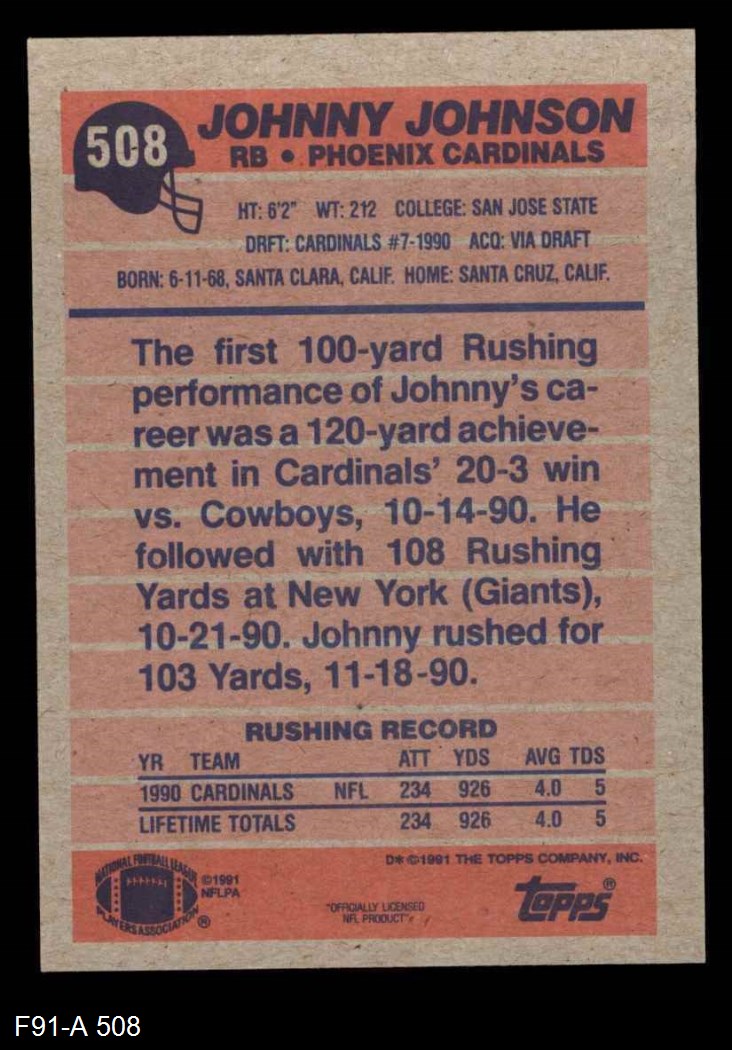 508
JOHNNY JOHNSON
RB • PHOENIX CARDINALS
HT: 6'2" WT: 212 COLLEGE: SAN JOSE STATE
DRFT: CARDINALS #7-1990 ACQ: VIA DRAFT
BORN: 6-11-68, SANTA CLARA, CALIF. HOME: SANTA CRUZ, CALIF.
The first 100-yard Rushing
performance of Johnny's ca-
reer was a 120-yard achieve-
ment in Cardinals' 20-3 win
vs. Cowboys, 10-14-90. He
followed with 108 Rushing
Yards at New York (Giants),
10-21-90. Johnny rushed for
103 Yards, 11-18-90.
RUSHING RECORD
YR TEAM ATT YDS AVG TDS
1990 CARDINALS NFL 234 926 4.0 5
LIFETIME TOTALS 234 926 4.0 5
D* ©1991 THE TOPPS COMPANY, INC.
NATIONAL FOOTBALL LEAGUE
PLAYERS ASSOCIATION ®
©1991
NFLPA
"OFFICIALLY LICENSED
NFL PRODUCT"
topps®
F91-A 508